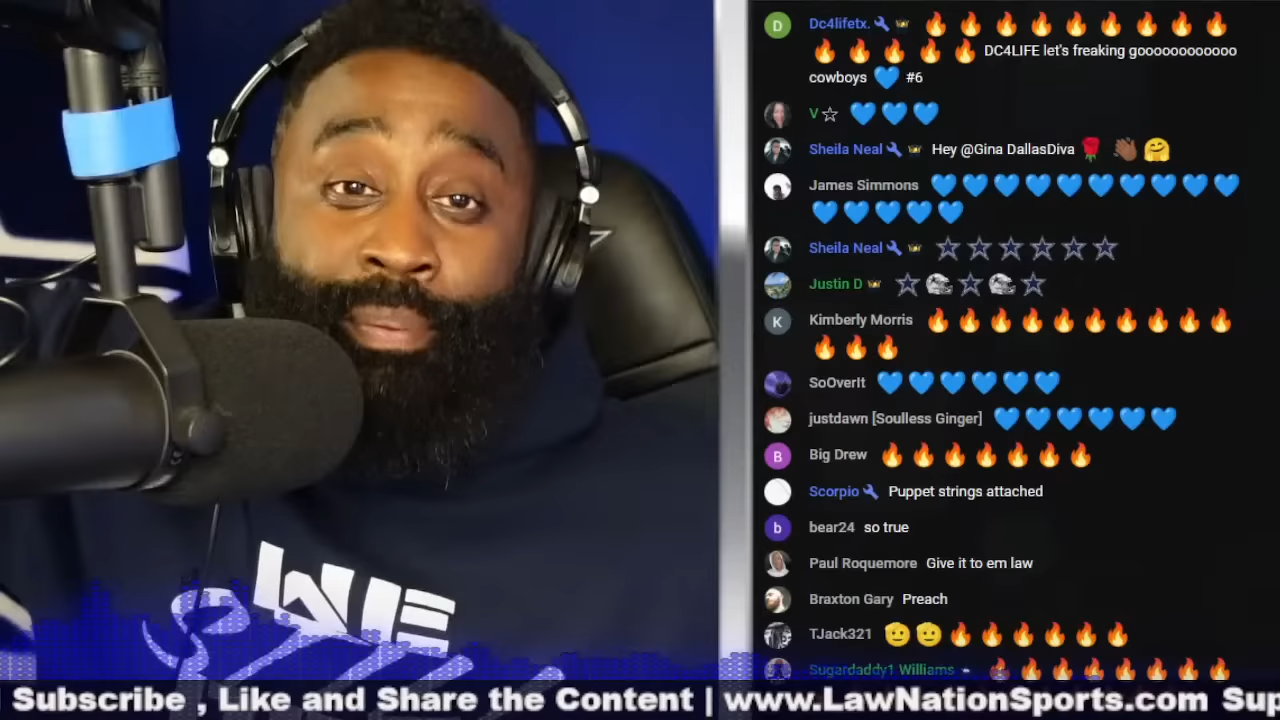 Dc4lifetx.
DC4LIFE let's freaking goooooooooooo
cowboys #6
V☆
Sheila Neal Hey @Gina DallasDiva
James Simmons
Sheila Neal
Justin D
Kimberly Morris
SoOverIt
justdawn [Soulless Ginger]
Big Drew
Scorpio Puppet strings attached
bear24 so true
Paul Roquemore Give it to em law
Braxton Gary Preach
TJack321
Sugardaddy1 Williams
D
K
B
b
WE
Subscribe , Like and Share the Content | www.LawNationSports.com Sup